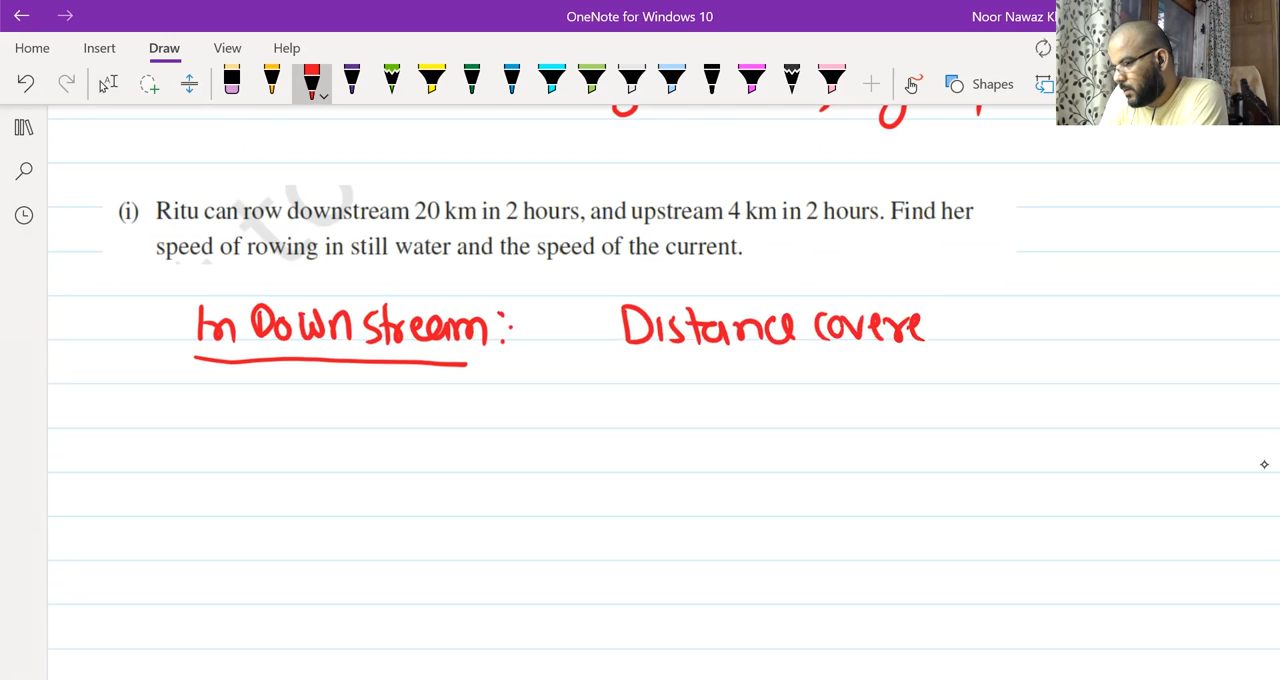 OneNote for Windows 10
Noor Nawaz K
Home Insert Draw View Help
Shapes
(i) Ritu can row downstream 20 km in 2 hours, and upstream 4 km in 2 hours. Find her
speed of rowing in still water and the speed of the current.
In Downstream: Distance covere